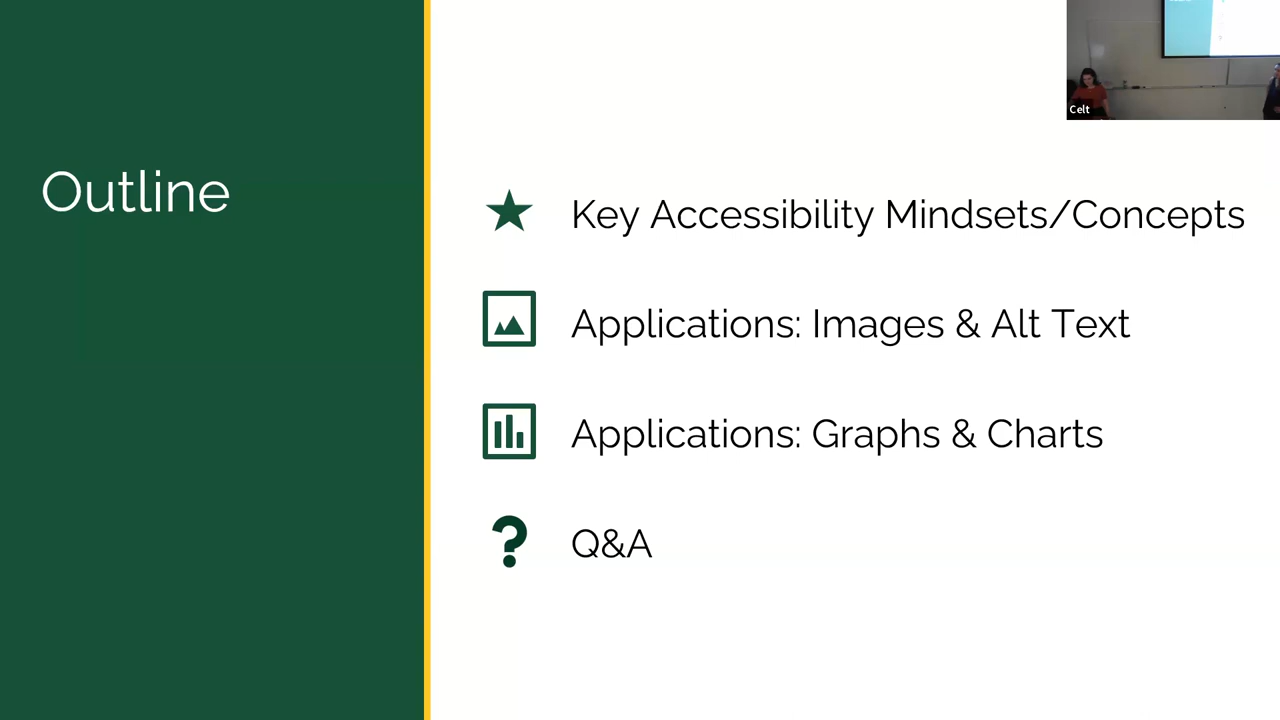 Celt
Outline
Key Accessibility Mindsets/Concepts
Applications: Images & Alt Text
Applications: Graphs & Charts
Q&A